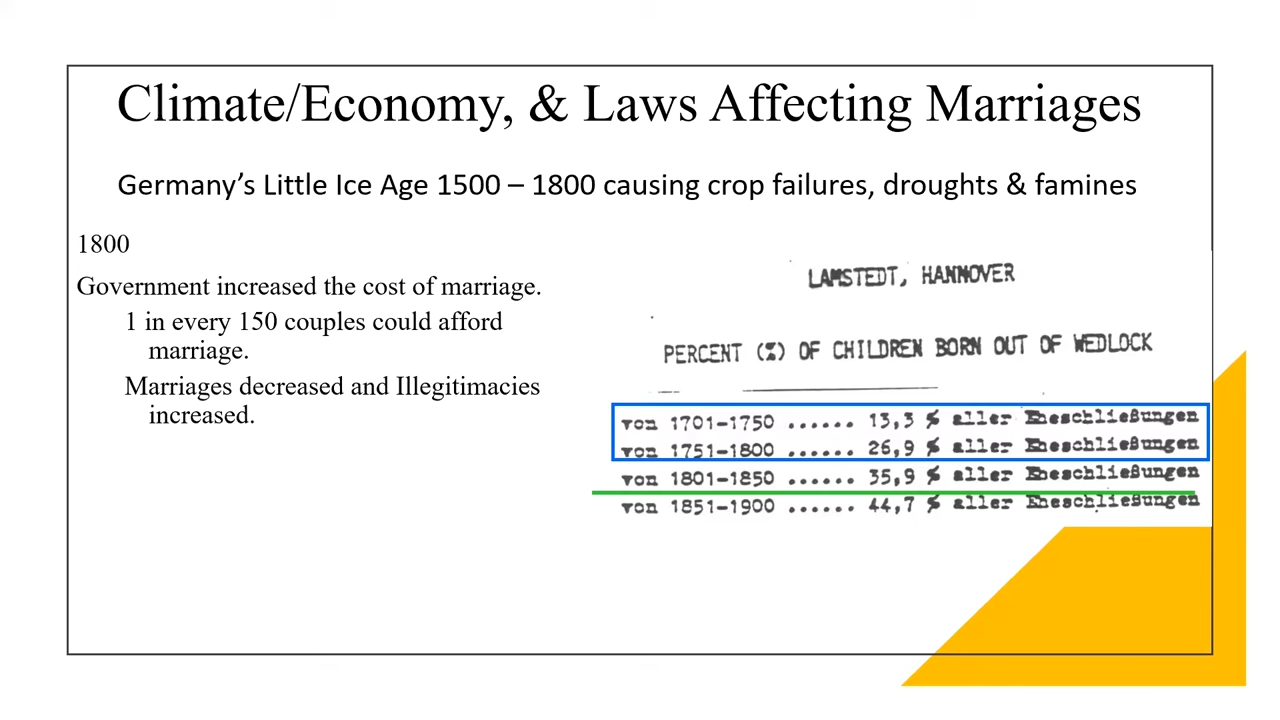 Climate/Economy, & Laws Affecting Marriages
Germany’s Little Ice Age 1500 – 1800 causing crop failures, droughts & famines
1800
Government increased the cost of marriage.
1 in every 150 couples could afford
marriage.
Marriages decreased and Illegitimacies
increased.
LAMSTEDT, HANNOVER
PERCENT (%) OF CHILDREN BORN OUT OF WEDLOCK
von 1701-1750 ...... 13,3 % aller Eheschließungen
von 1751-1800 ...... 26,9 % aller Eheschließungen
von 1801-1850 ...... 35,9 % aller Eheschließungen
von 1851-1900 ...... 44,7 % aller Eheschließungen